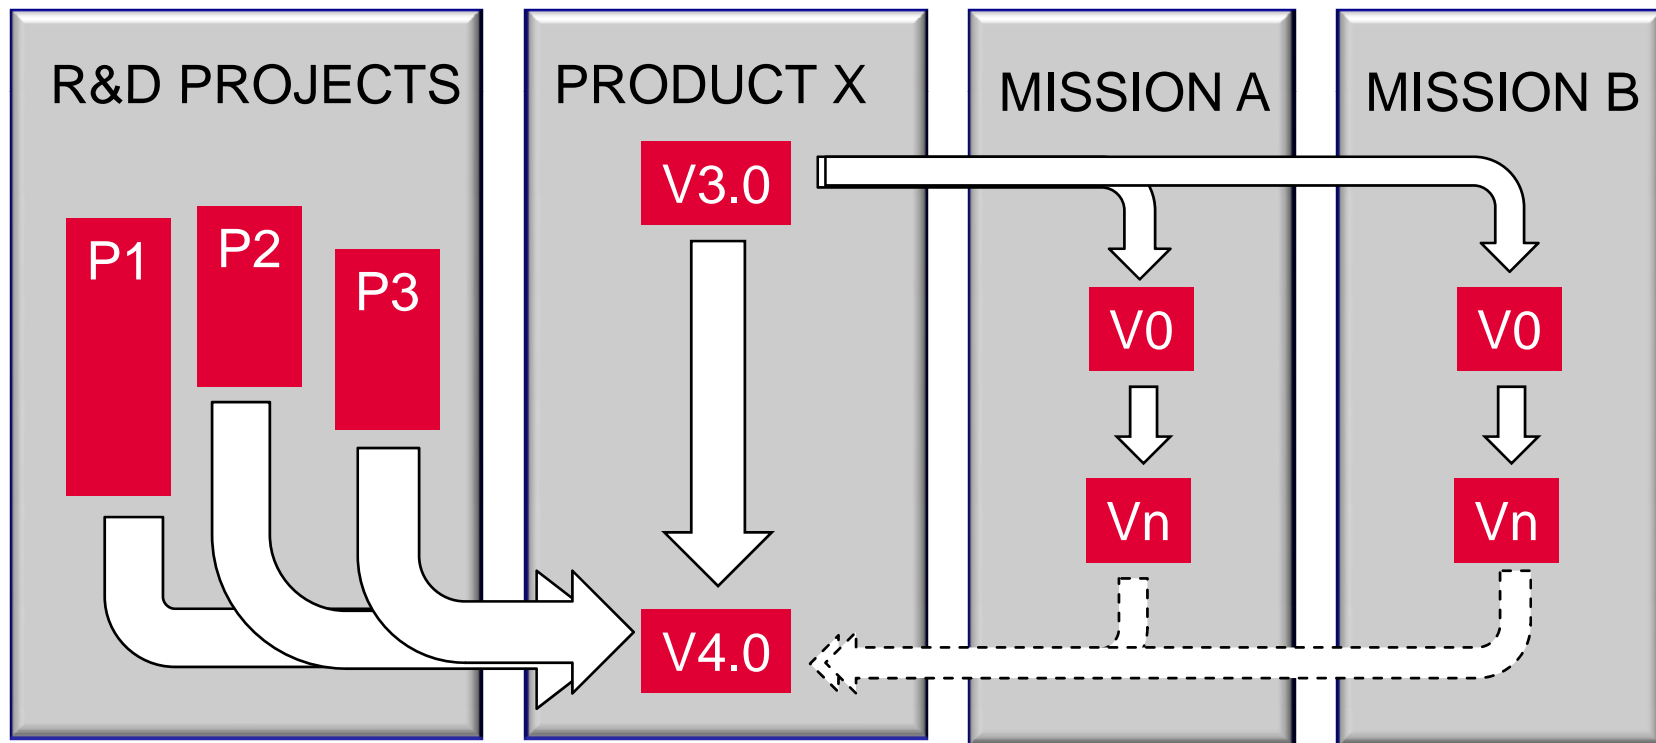 R&D PROJECTS
P1
P2
P3
PRODUCT X
V3.0
V4.0
MISSION A
V0
Vn
MISSION B
V0
Vn